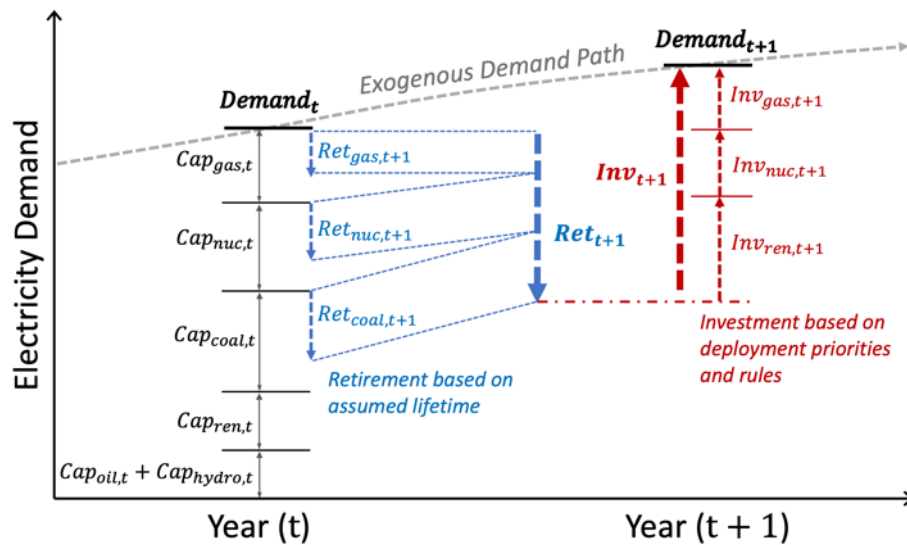 Electricity Demand
Exogenous Demand Path
Demand_t
Demand_{t+1}
Cap_{gas,t}
Cap_{nuc,t}
Cap_{coal,t}
Cap_{ren,t}
Cap_{oil,t} + Cap_{hydro,t}
Ret_{gas,t+1}
Ret_{nuc,t+1}
Ret_{coal,t+1}
Retirement based on
assumed lifetime
Ret_{t+1}
Inv_{t+1}
Inv_{gas,t+1}
Inv_{nuc,t+1}
Inv_{ren,t+1}
Investment based on
deployment priorities
and rules
Year (t)
Year (t + 1)